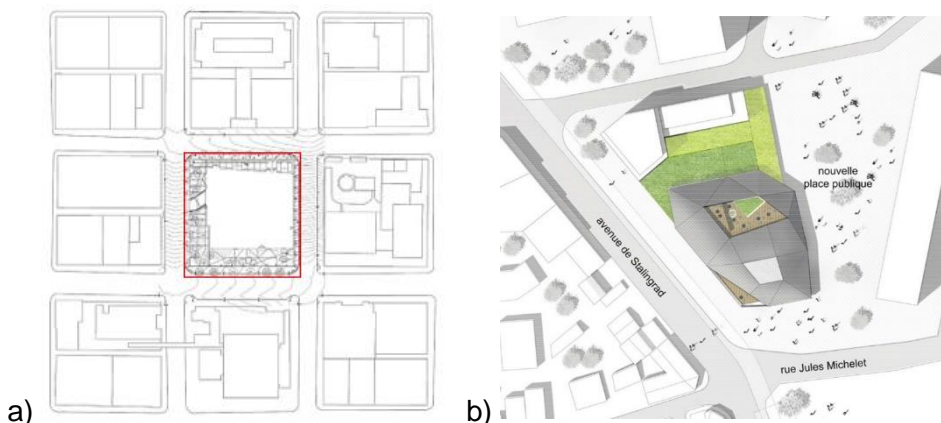 a)
b)
avenue de Stalingrad
nouvelle
place publique
rue Jules Michelet